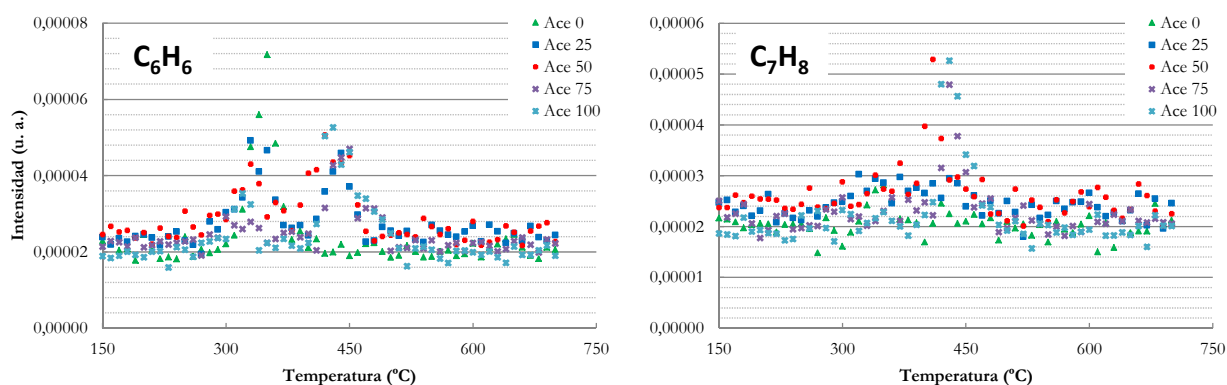 C₆H₆
Ace 0
Ace 25
Ace 50
Ace 75
Ace 100
0,00008
0,00006
0,00004
0,00002
0,00000
Intensidad (u. a.)
150 300 450 600 750
Temperatura (ºC)
C₇H₈
Ace 0
Ace 25
Ace 50
Ace 75
Ace 100
0,00006
0,00005
0,00004
0,00003
0,00002
0,00001
0,00000
150 300 450 600 750
Temperatura (ºC)